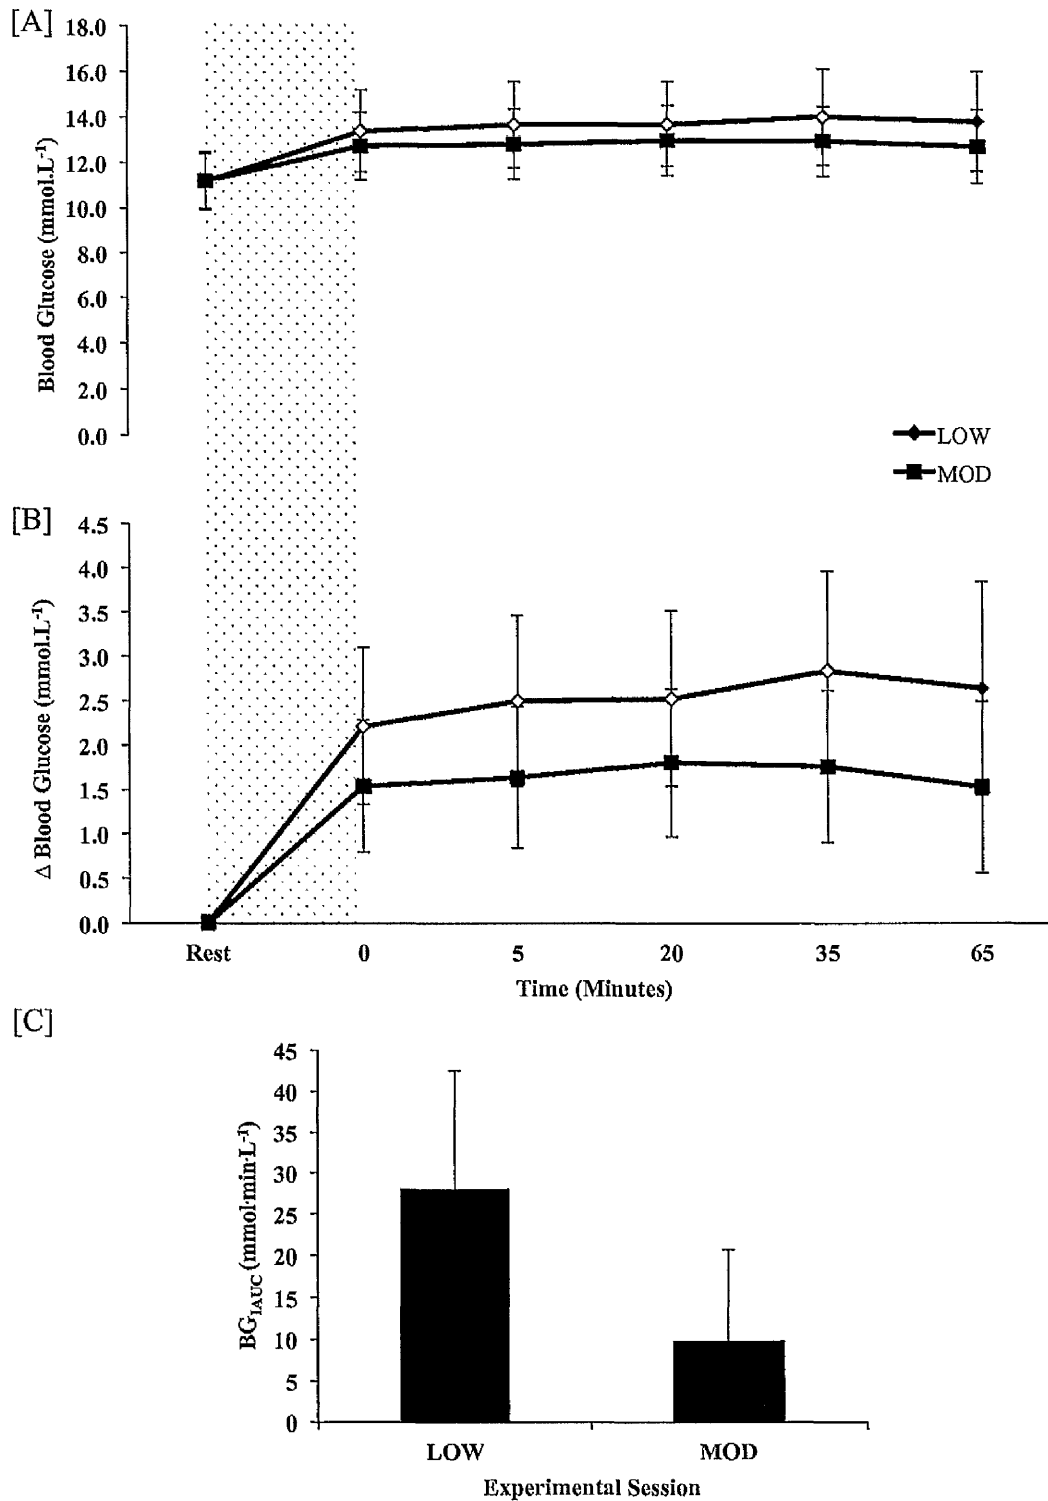 [A]
Blood Glucose (mmol.L⁻¹)
18.0
16.0
14.0
12.0
10.0
8.0
6.0
4.0
2.0
0.0
LOW
MOD
[B]
Δ Blood Glucose (mmol.L⁻¹)
4.5
4.0
3.5
3.0
2.5
2.0
1.5
1.0
0.5
0.0
Rest 0 5 20 35 65
Time (Minutes)
[C]
BG_IAUC (mmol·min·L⁻¹)
45
40
35
30
25
20
15
10
5
0
LOW MOD
Experimental Session